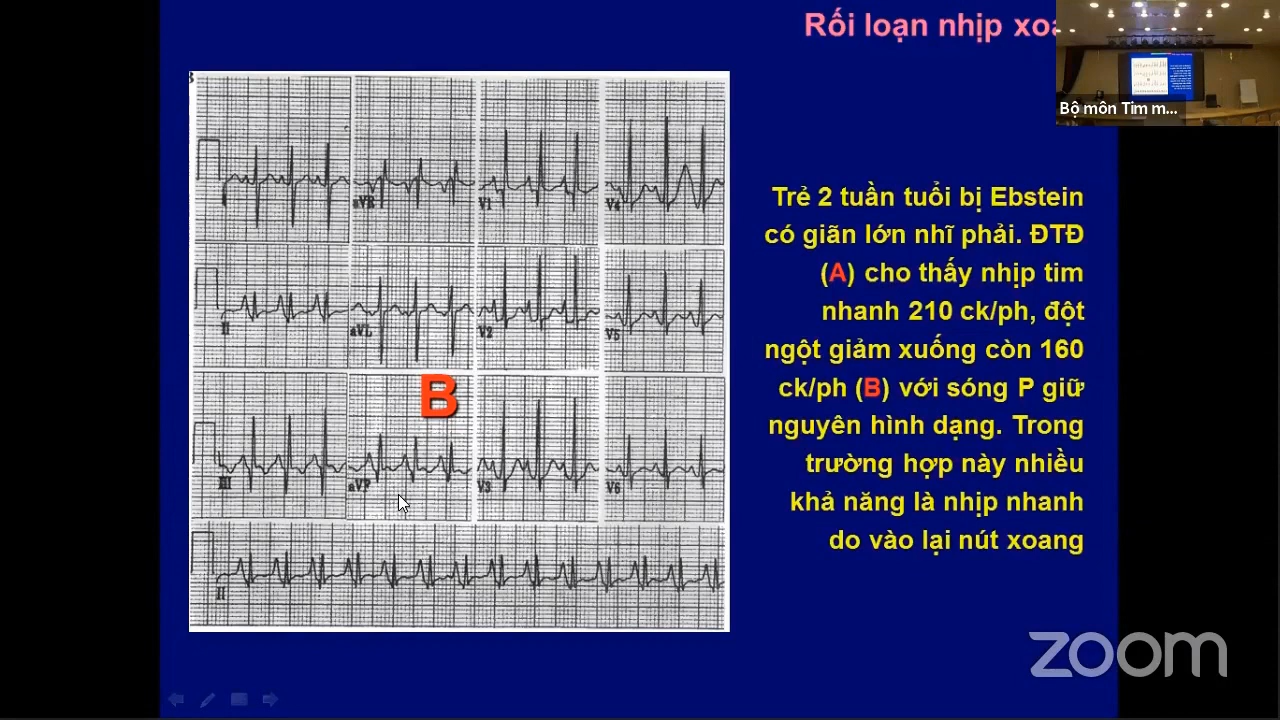 Rối loạn nhịp xoa
Bộ môn Tim m...
aVR
V1
V4
II
aVL
V2
V5
B
III
aVF
V3
V6
II
Trẻ 2 tuần tuổi bị Ebstein
có giãn lớn nhĩ phải. ĐTĐ
(A) cho thấy nhịp tim
nhanh 210 ck/ph, đột
ngột giảm xuống còn 160
ck/ph (B) với sóng P giữ
nguyên hình dạng. Trong
trường hợp này nhiều
khả năng là nhịp nhanh
do vào lại nút xoang
zoom